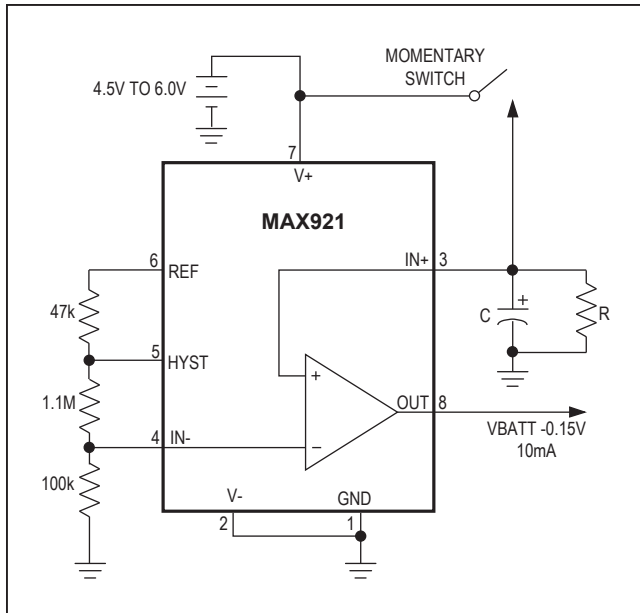 MOMENTARY
SWITCH
4.5V TO 6.0V
7
V+
MAX921
6
REF
IN+
3
47k
C
+
R
5
HYST
1.1M
+
OUT
8
4
IN-
−
VBATT -0.15V
10mA
100k
V-
GND
2
1